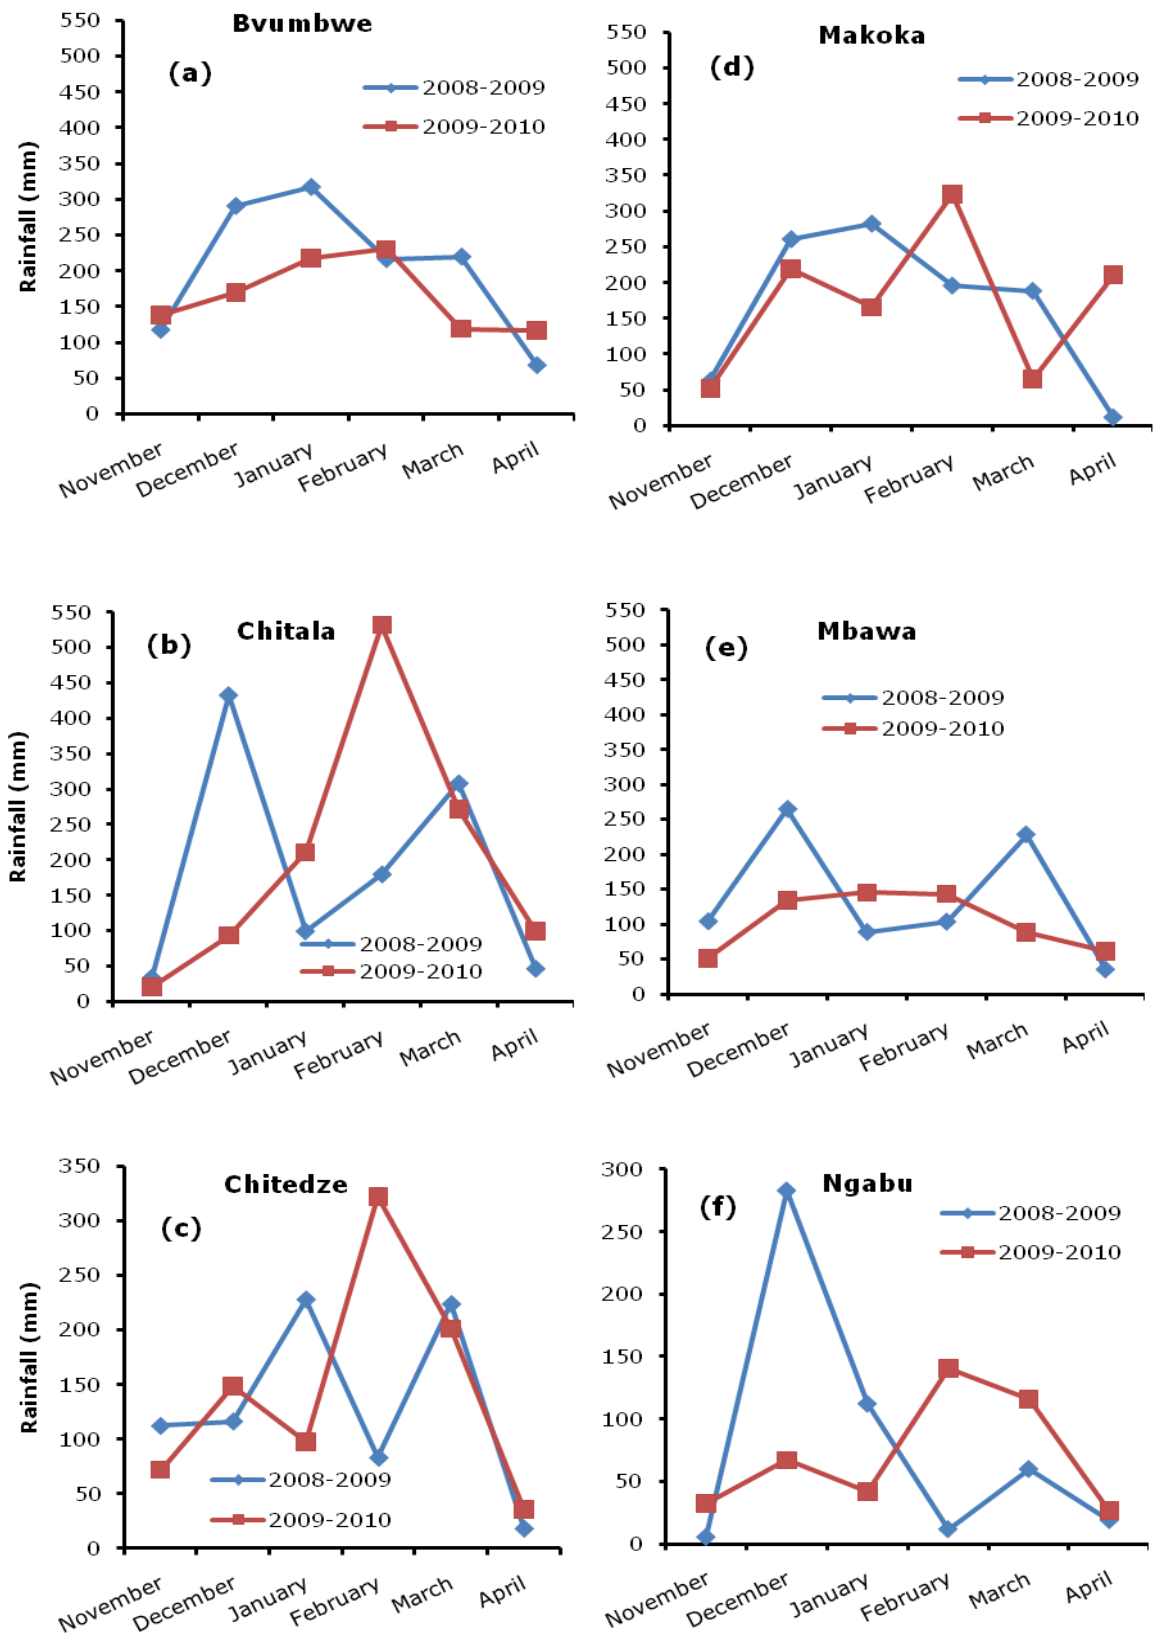 Bvumbwe
(a)
2008-2009
2009-2010
Rainfall (mm)
550
500
450
400
350
300
250
200
150
100
50
0
November
December
January
February
March
April
Makoka
(d)
2008-2009
2009-2010
550
500
450
400
350
300
250
200
150
100
50
0
November
December
January
February
March
April
Chitala
(b)
2008-2009
2009-2010
Rainfall (mm)
550
500
450
400
350
300
250
200
150
100
50
0
November
December
January
February
March
April
Mbawa
(e)
2008-2009
2009-2010
550
500
450
400
350
300
250
200
150
100
50
0
November
December
January
February
March
April
Chitedze
(c)
2008-2009
2009-2010
Rainfall (mm)
350
300
250
200
150
100
50
0
November
December
January
February
March
April
Ngabu
(f)
2008-2009
2009-2010
300
250
200
150
100
50
0
November
December
January
February
March
April